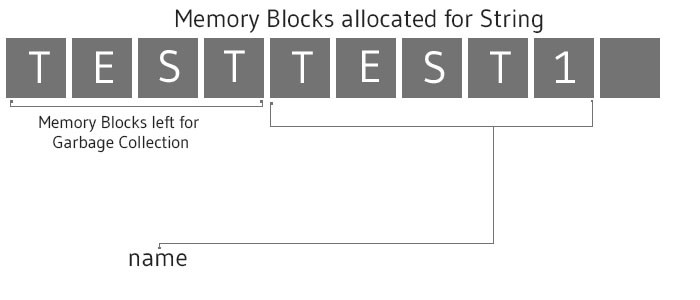 Memory Blocks allocated for String
T E S T T E S T 1
Memory Blocks left for
Garbage Collection
name